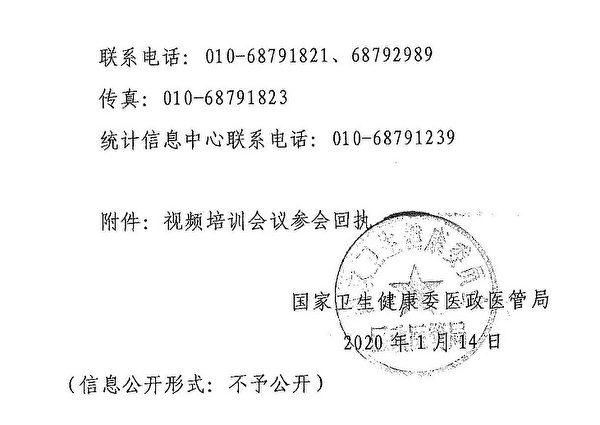 联系电话：010-68791821、68792989
传真：010-68791823
统计信息中心联系电话：010-68791239
附件：视频培训会议参会回执
国家卫生健康委医政医管局
2020年1月14日
（信息公开形式：不予公开）